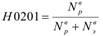 H0201 = N_p^e / (N_p^e + N_s^e)